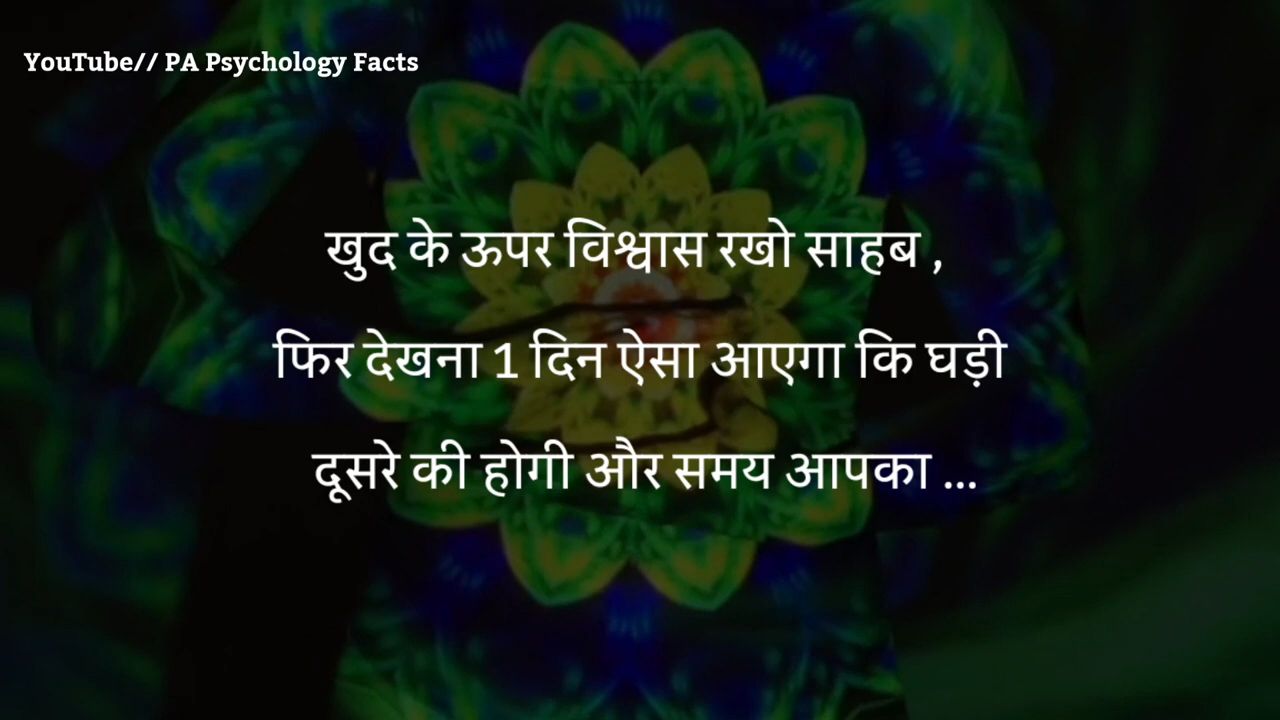 YouTube// PA Psychology Facts
खुद के ऊपर विश्वास रखो साहब ,
फिर देखना 1 दिन ऐसा आएगा कि घड़ी
दूसरे की होगी और समय आपका ...